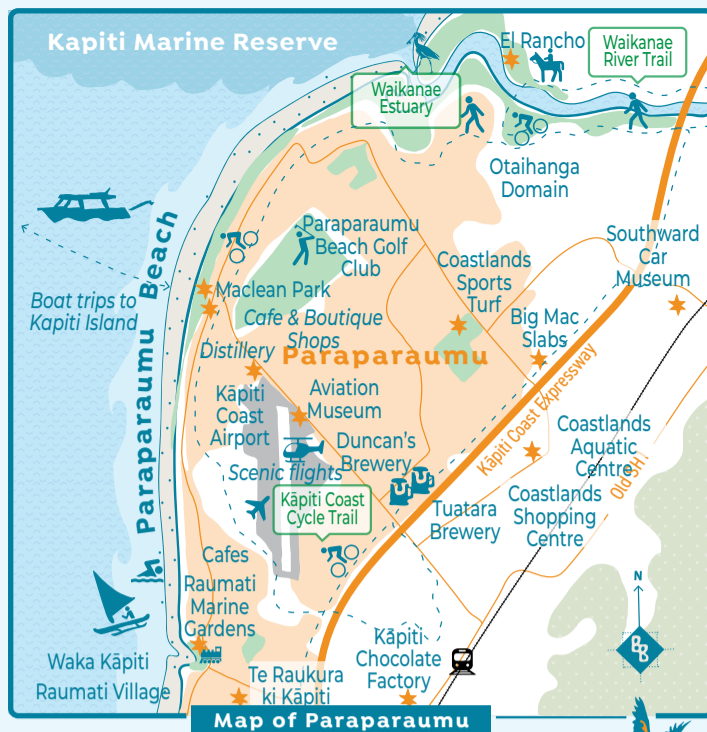 Kapiti Marine Reserve
El Rancho
Waikanae
River Trail
Waikanae
Estuary
Otaihanga
Domain
Paraparaumu
Beach Golf
Club
Southward
Car
Museum
Coastlands
Sports
Turf
Paraparaumu Beach
Boat trips to
Kapiti Island
Maclean Park
Cafe & Boutique
Shops
Big Mac
Slabs
Distillery
Paraparaumu
Kāpiti
Coast
Airport
Aviation
Museum
Kāpiti Coast Expressway
Duncan's
Brewery
Scenic flights
Coastlands
Aquatic
Centre
Old SH1
Kāpiti Coast
Cycle Trail
Tuatara
Brewery
Coastlands
Shopping
Centre
Cafes
Raumati
Marine
Gardens
N
BB
Waka Kāpiti
Raumati Village
Te Raukura
ki Kāpiti
Kāpiti
Chocolate
Factory
Map of Paraparaumu